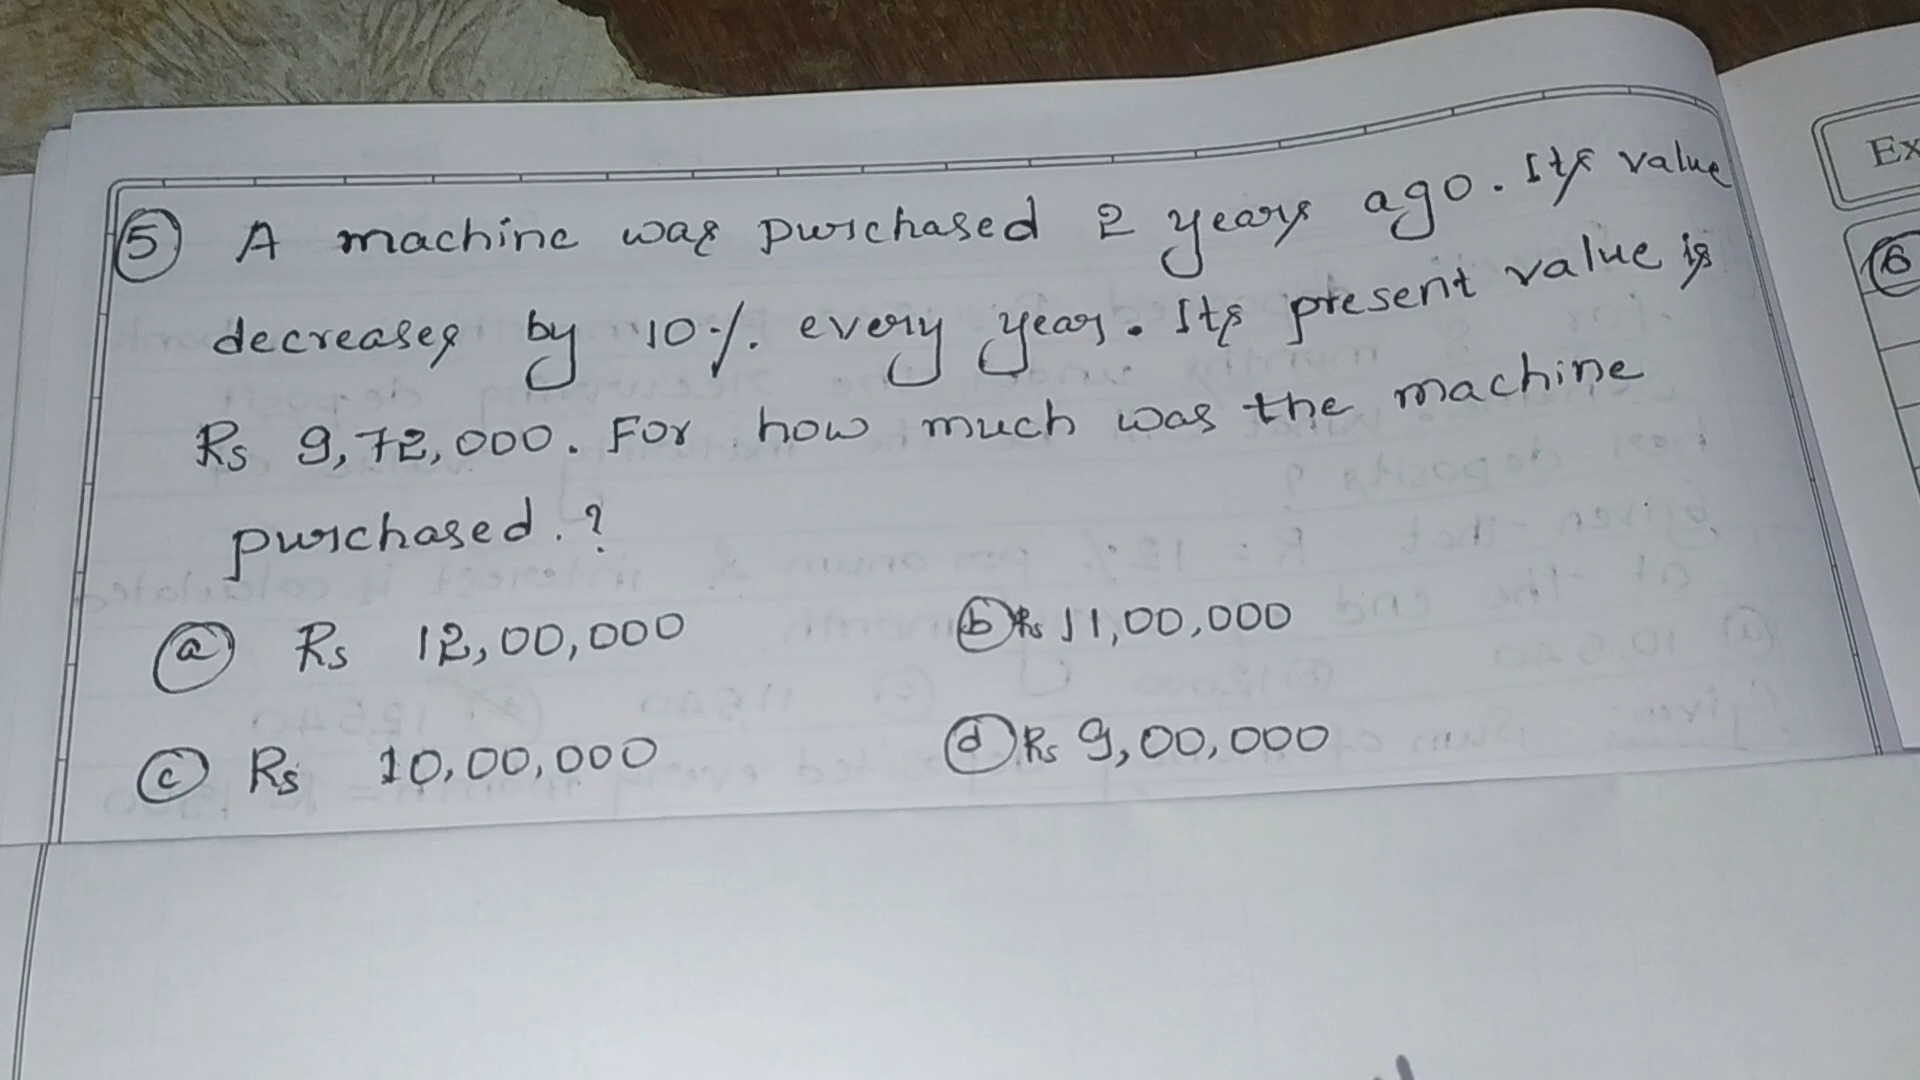 5 A machine was purchased 2 years ago. Its value
decreases by 10% every year. Its present value is
Rs 9,72,000. For how much was the machine
purchased.?
a Rs 12,00,000 b Rs 11,00,000
c Rs 10,00,000 d Rs 9,00,000
Ex
6